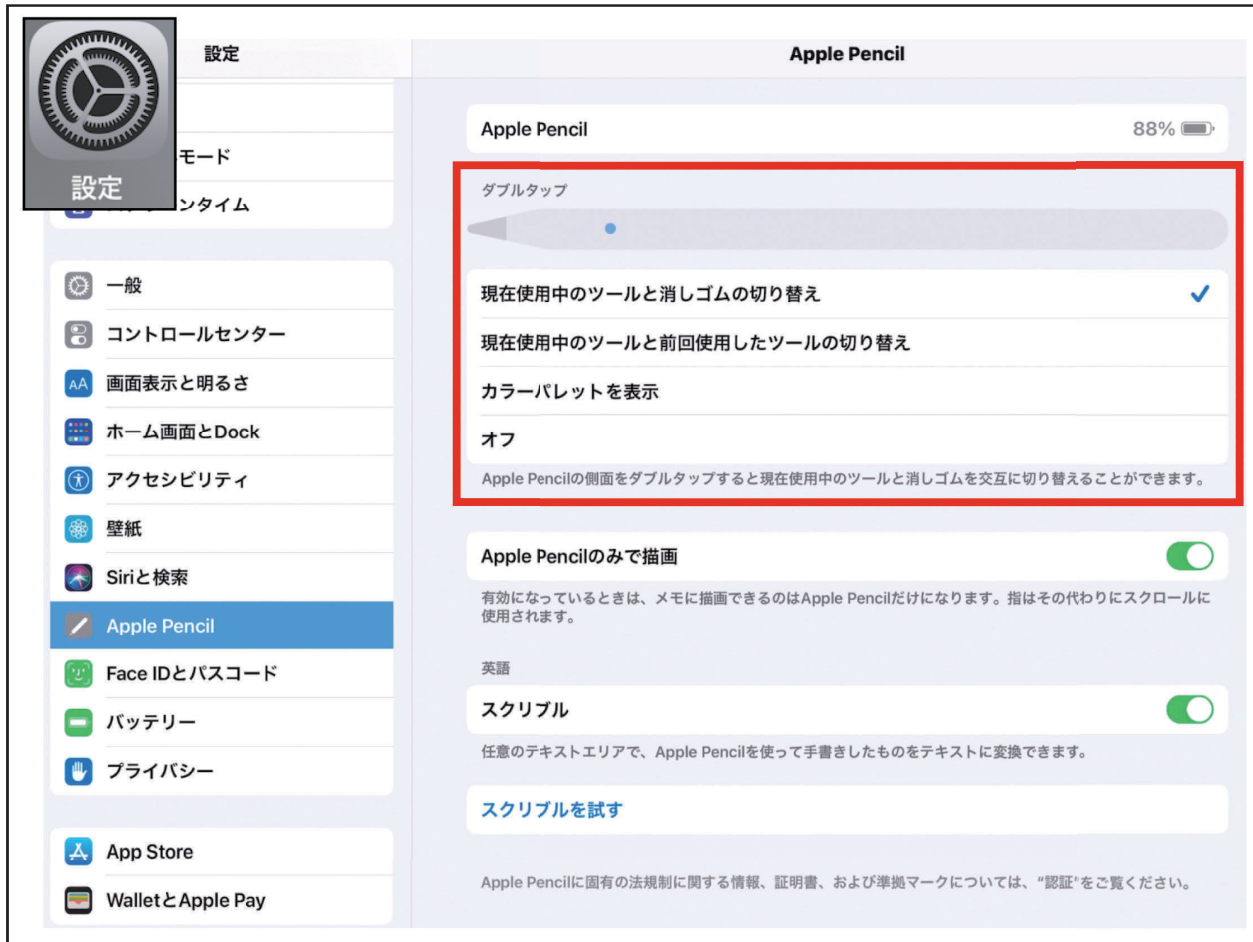 設定
設定
モード
ンタイム
一般
コントロールセンター
AA
画面表示と明るさ
ホーム画面とDock
アクセシビリティ
壁紙
Siriと検索
Apple Pencil
Face IDとパスコード
バッテリー
プライバシー
App Store
WalletとApple Pay
Apple Pencil
Apple Pencil
88%
ダブルタップ
現在使用中のツールと消しゴムの切り替え
現在使用中のツールと前回使用したツールの切り替え
カラーパレットを表示
オフ
Apple Pencilの側面をダブルタップすると現在使用中のツールと消しゴムを交互に切り替えることができます。
Apple Pencilのみで描画
有効になっているときは、メモに描画できるのはApple Pencilだけになります。指はその代わりにスクロールに
使用されます。
英語
スクリブル
任意のテキストエリアで、Apple Pencilを使って手書きしたものをテキストに変換できます。
スクリブルを試す
Apple Pencilに固有の法規制に関する情報、証明書、および準拠マークについては、“認証”をご覧ください。